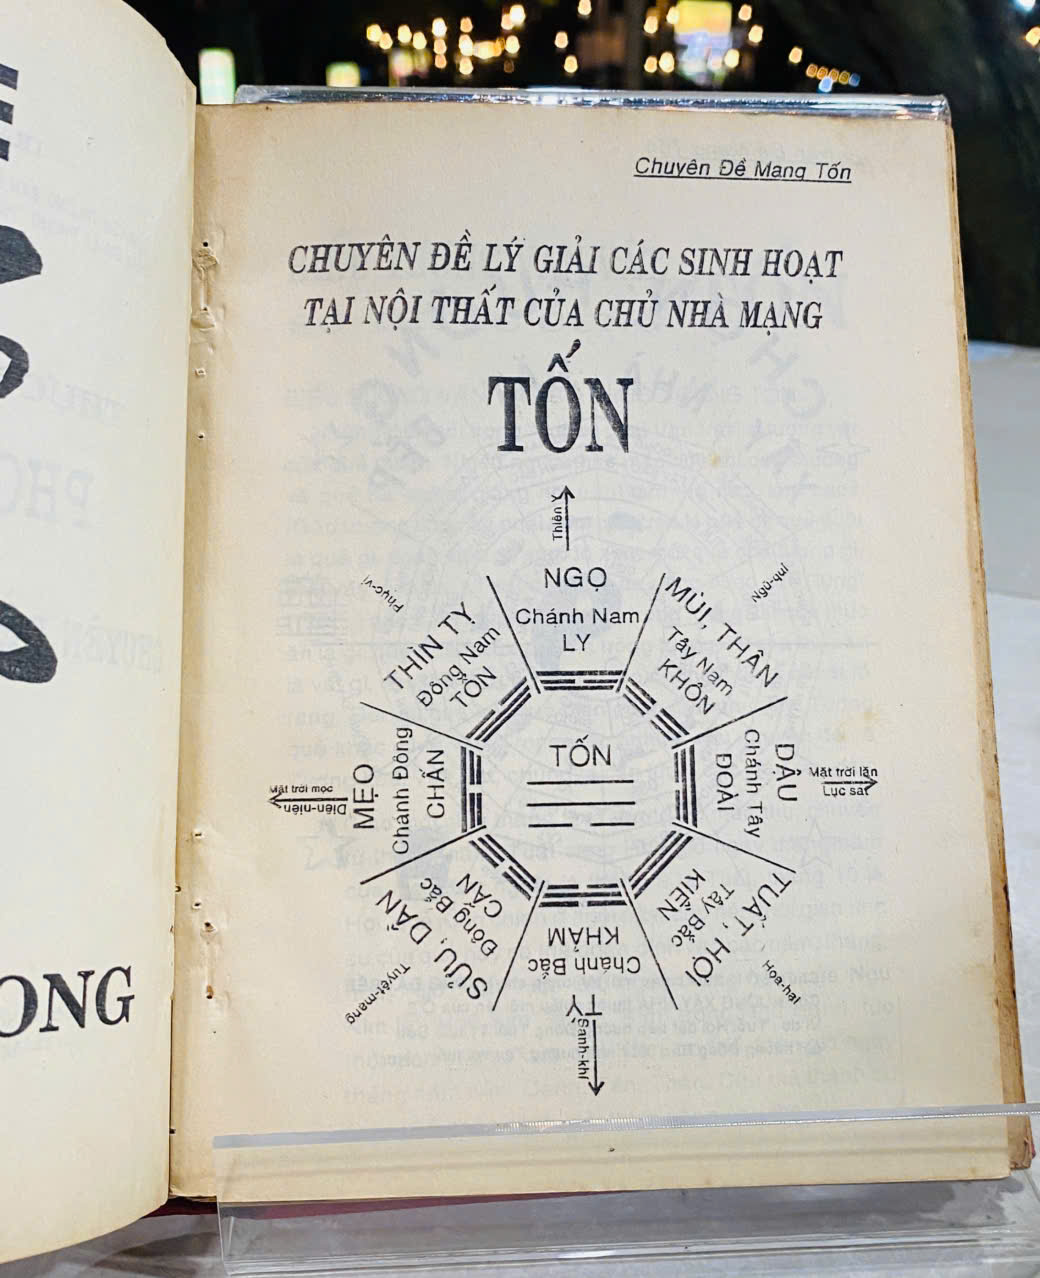 Chuyên Đề Mang Tốn
CHUYÊN ĐỀ LÝ GIẢI CÁC SINH HOẠT
TẠI NỘI THẤT CỦA CHỦ NHÀ MẠNG
TỐN
Thiên Y
NGỌ
Chánh Nam
LY
Phục-vị
THÌN TỴ
Đông Nam
TỐN
Ngũ-quỉ
MÙI, THÂN
Tây Nam
KHÔN
TỐN
Mặt trời mọc
Diên-niên
MẸO
Chánh Đông
CHẤN
DẬU
Chánh Tây
ĐOÀI
Mặt trời lặn
Lục sát
SỬU, DẦN
Đông Bắc
CẤN
Tuyệt-mạng
TUẤT, HỢI
Tây Bắc
KIỀN
Họa-hại
KHẢM
Chánh Bắc
TÝ
Sanh-khí
ONG
PHO